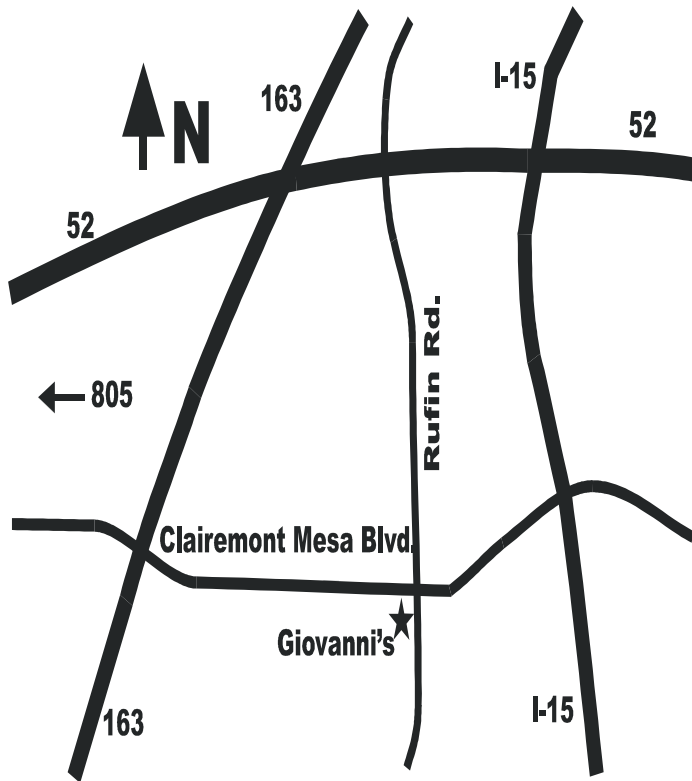 I-15
163
52
N
52
Rufin Rd.
805
Clairemont Mesa Blvd.
Giovanni's
I-15
163